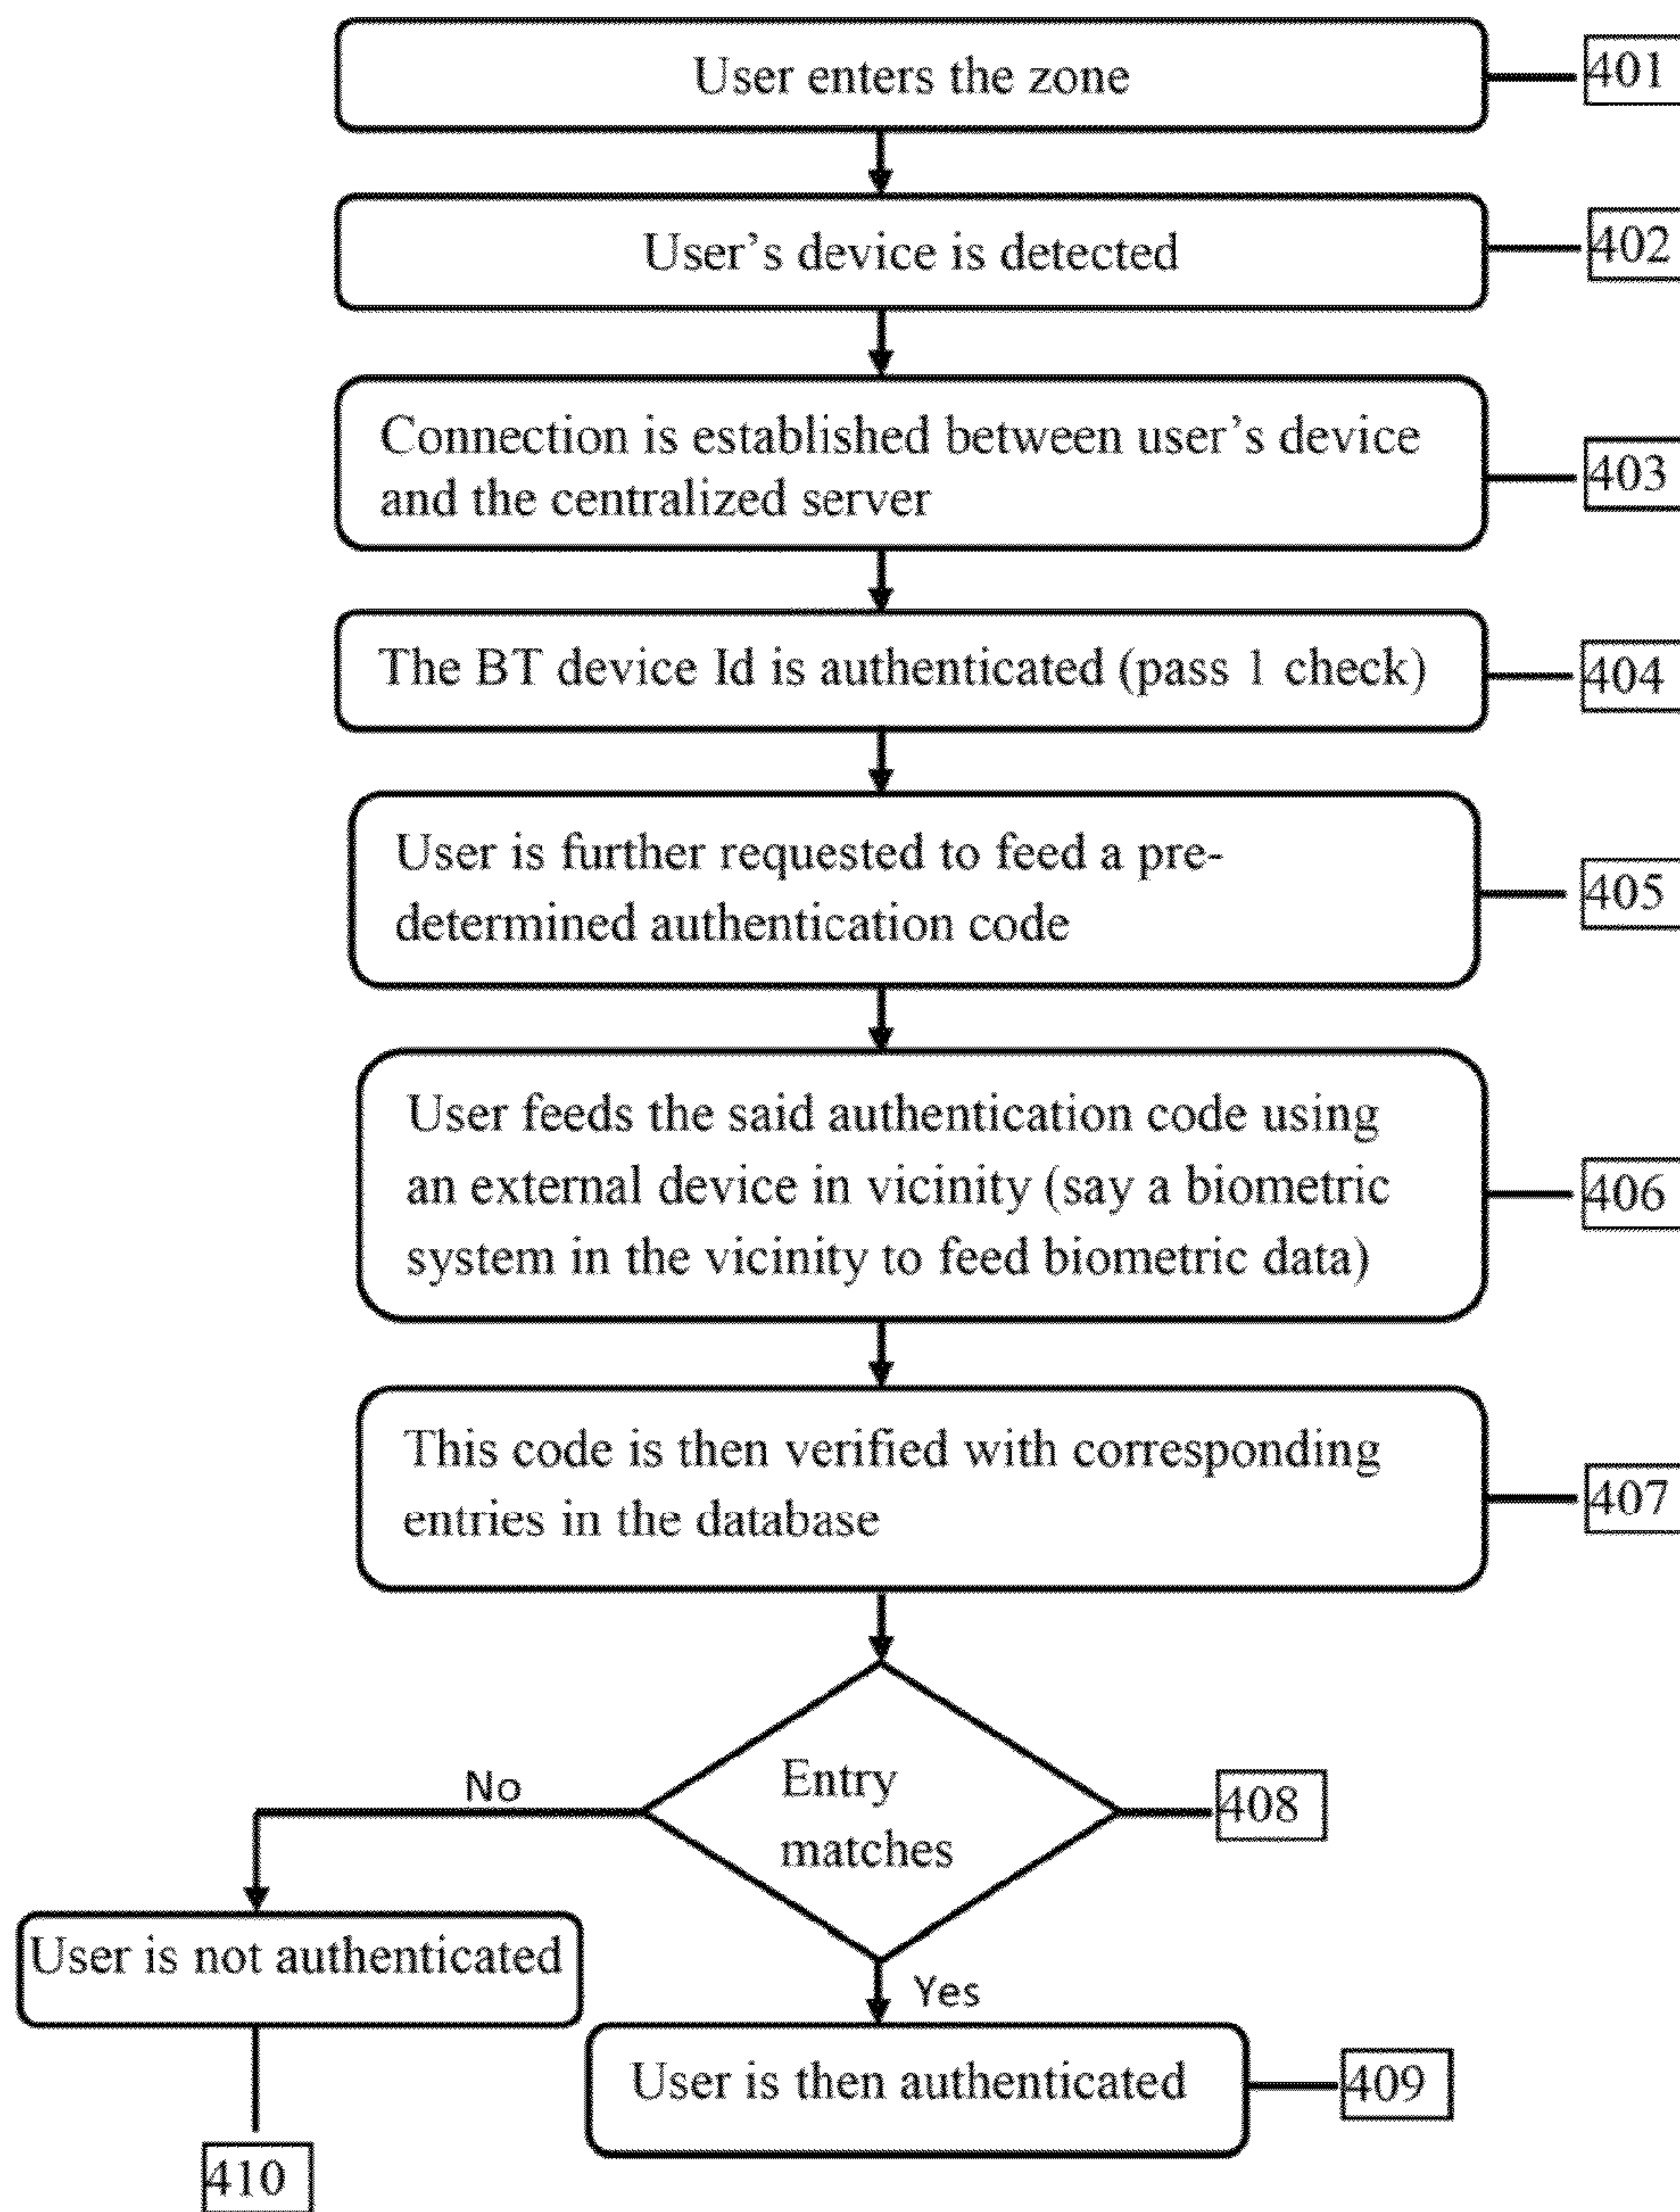 User enters the zone
401
User's device is detected
402
Connection is established between user's device
and the centralized server
403
The BT device Id is authenticated (pass 1 check)
404
User is further requested to feed a pre-
determined authentication code
405
User feeds the said authentication code using
an external device in vicinity (say a biometric
system in the vicinity to feed biometric data)
406
This code is then verified with corresponding
entries in the database
407
Entry
matches
408
No
User is not authenticated
410
Yes
User is then authenticated
409